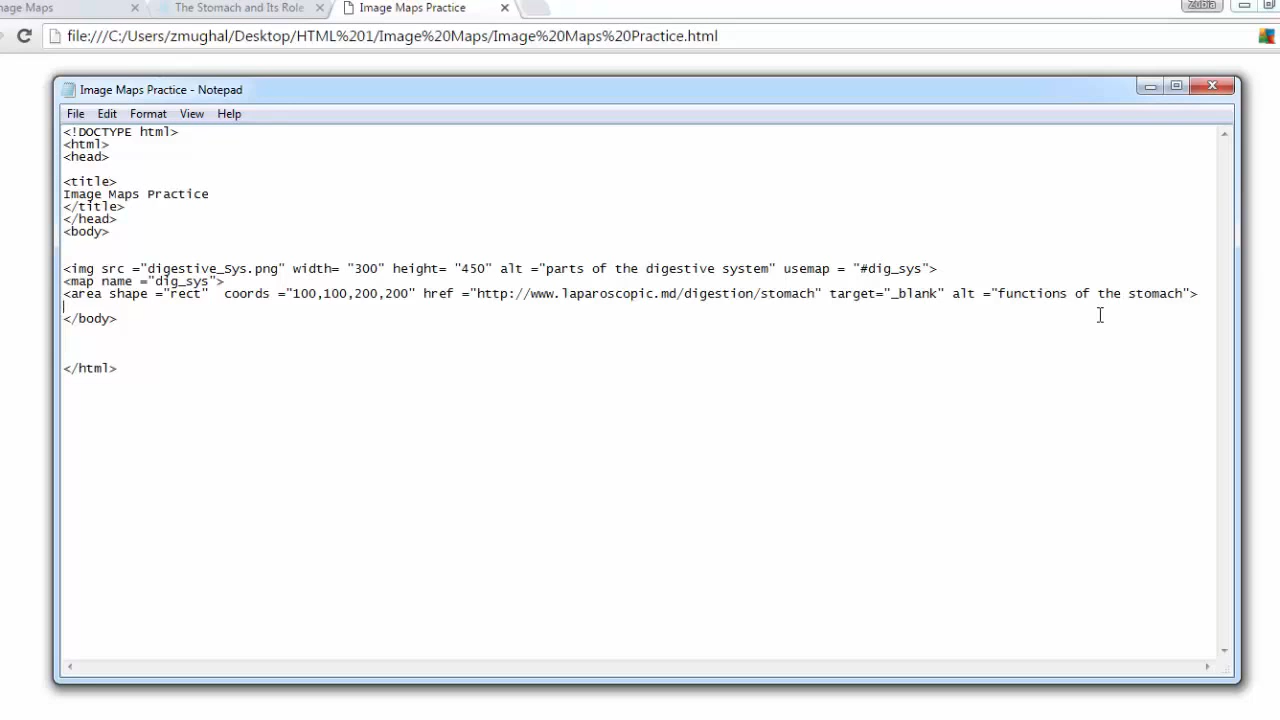 mage Maps
The Stomach and Its Role
Image Maps Practice
Zubia
file:///C:/Users/zmughal/Desktop/HTML%201/Image%20Maps/Image%20Maps%20Practice.html
Image Maps Practice - Notepad
File Edit Format View Help
<!DOCTYPE html>
<html>
<head>
<title>
Image Maps Practice
</title>
</head>
<body>
<img src ="digestive_Sys.png" width= "300" height= "450" alt ="parts of the digestive system" usemap = "#dig_sys">
<map name ="dig_sys">
<area shape ="rect"  coords ="100,100,200,200" href ="http://www.laparoscopic.md/digestion/stomach" target="_blank" alt ="functions of the stomach">
</body>
</html>